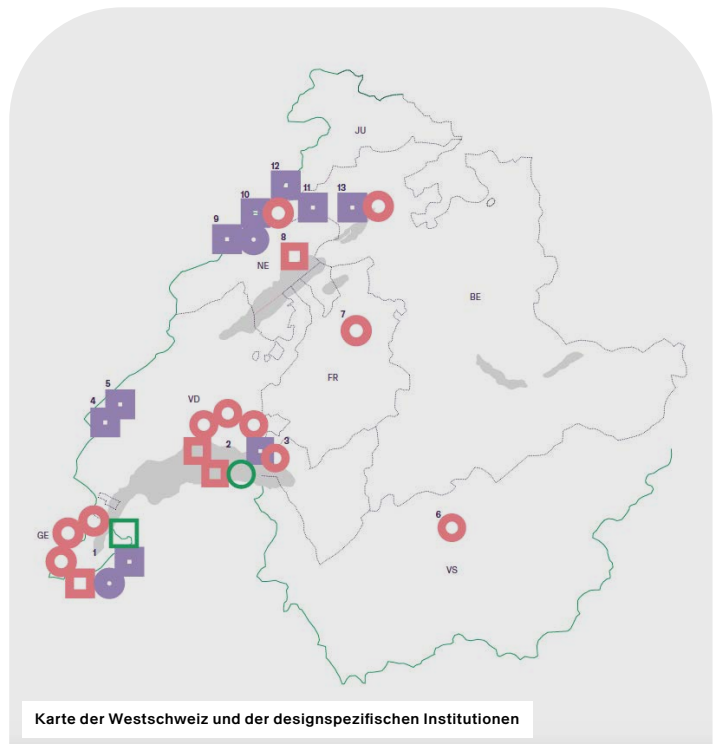 JU
12
10
11
13
9
8
NE
BE
7
FR
5
4
VD
2
3
6
GE
1
VS
Karte der Westschweiz und der designspezifischen Institutionen